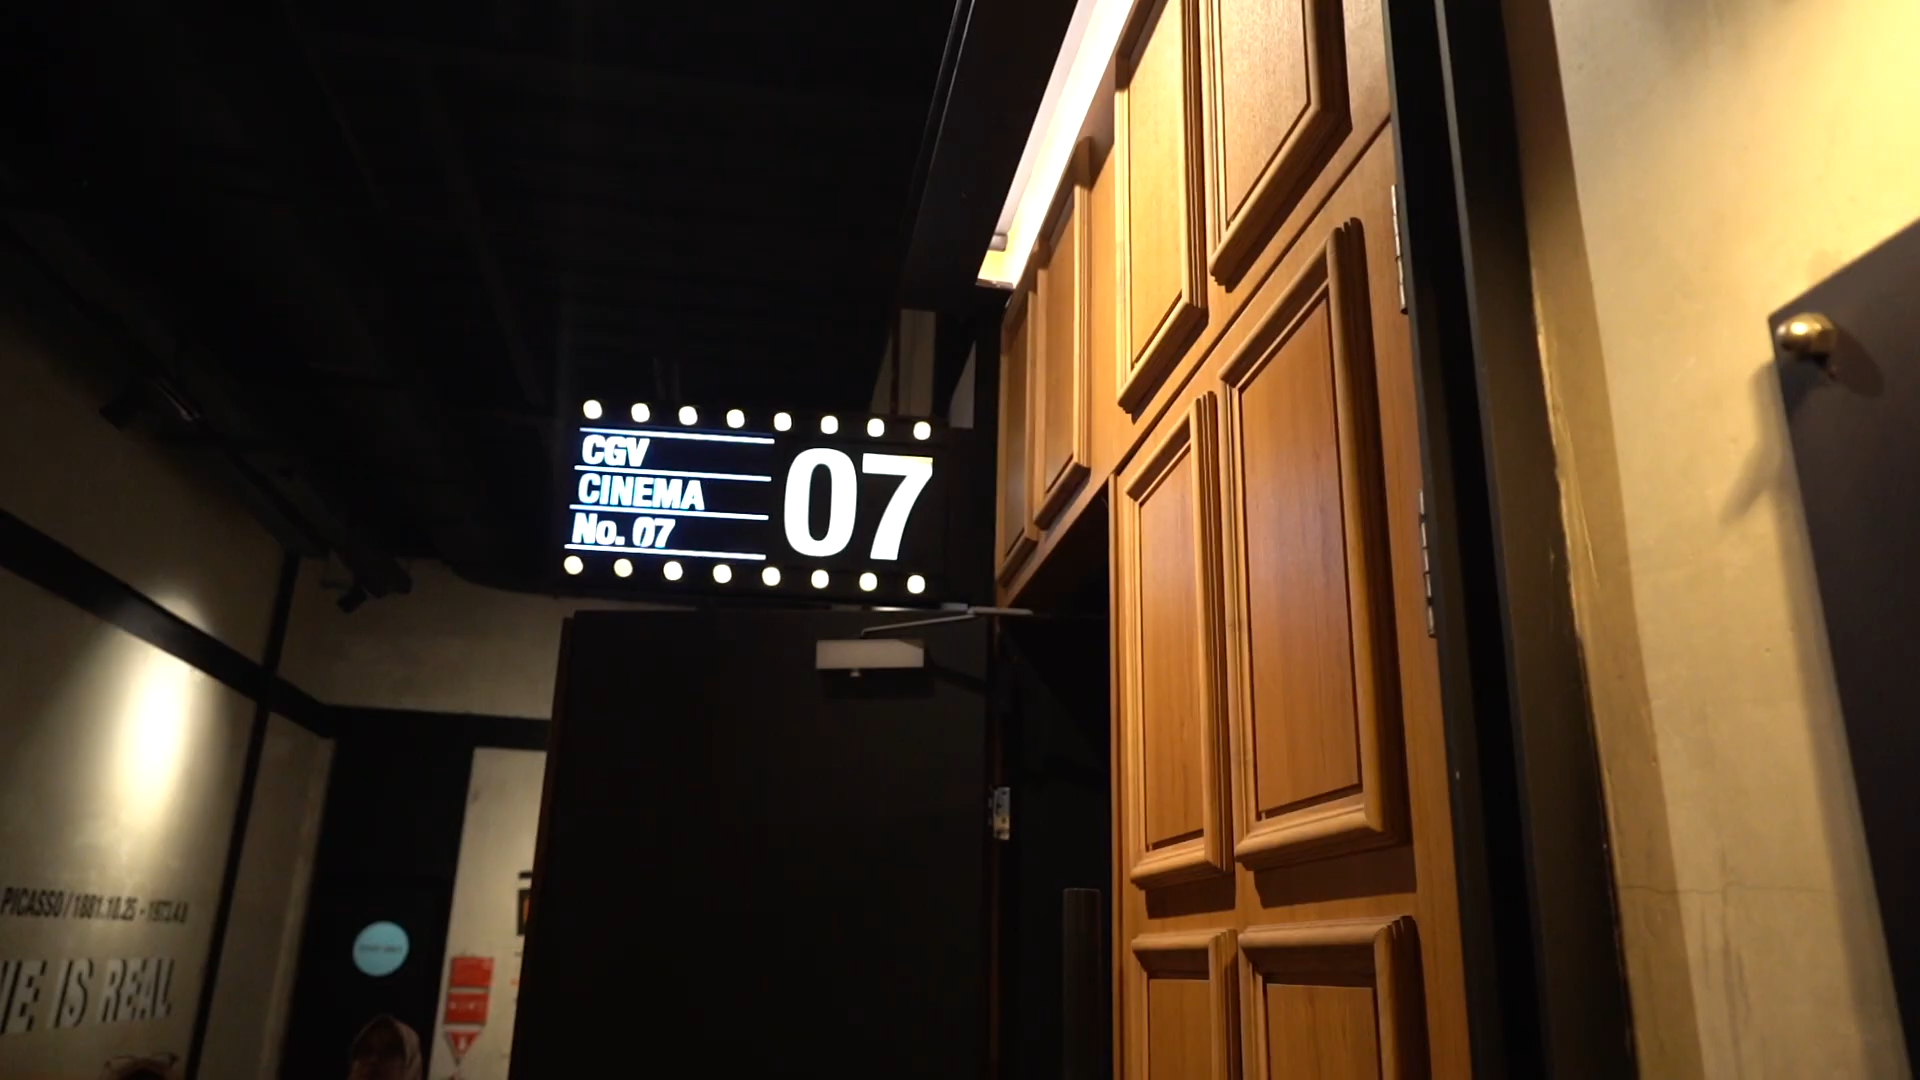 CGV
CINEMA
No. 07
07
PICASSO / 1881.10.25 - 1973.4.8
IS REAL